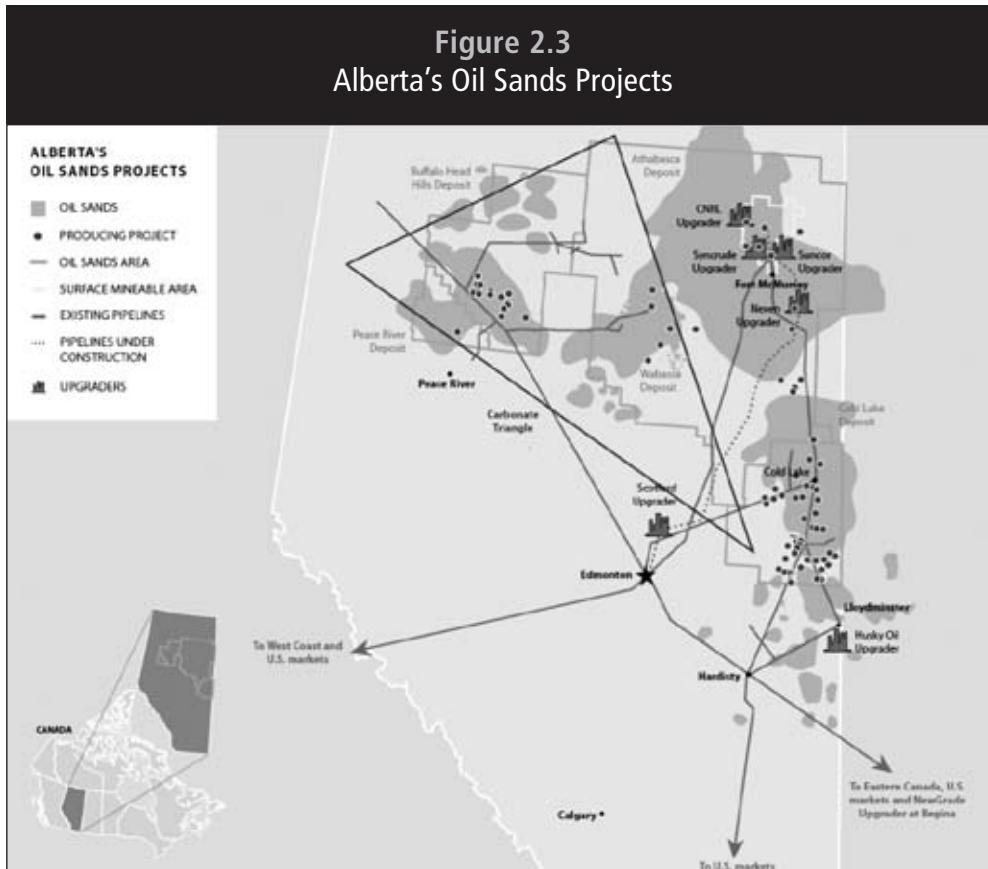 Figure 2.3
Alberta's Oil Sands Projects
ALBERTA'S
OIL SANDS PROJECTS
OIL SANDS
PRODUCING PROJECT
OIL SANDS AREA
SURFACE MINEABLE AREA
EXISTING PIPELINES
PIPELINES UNDER
CONSTRUCTION
UPGRADERS
Buffalo Head
Hills Deposit
Athabasca
Deposit
CNRL
Upgrader
Syncrude
Upgrader
Suncor
Upgrader
Fort McMurray
Nexen
Upgrader
Peace River
Deposit
Peace River
Wabasca
Deposit
Carbonate
Triangle
Cold Lake
Deposit
Cold Lake
Scotford
Upgrader
Edmonton
Lloydminster
Husky Oil
Upgrader
To West Coast and
U.S. markets
Hardisty
CANADA
To Eastern Canada, U.S.
markets and NewGrade
Upgrader at Regina
Calgary
To U.S. markets